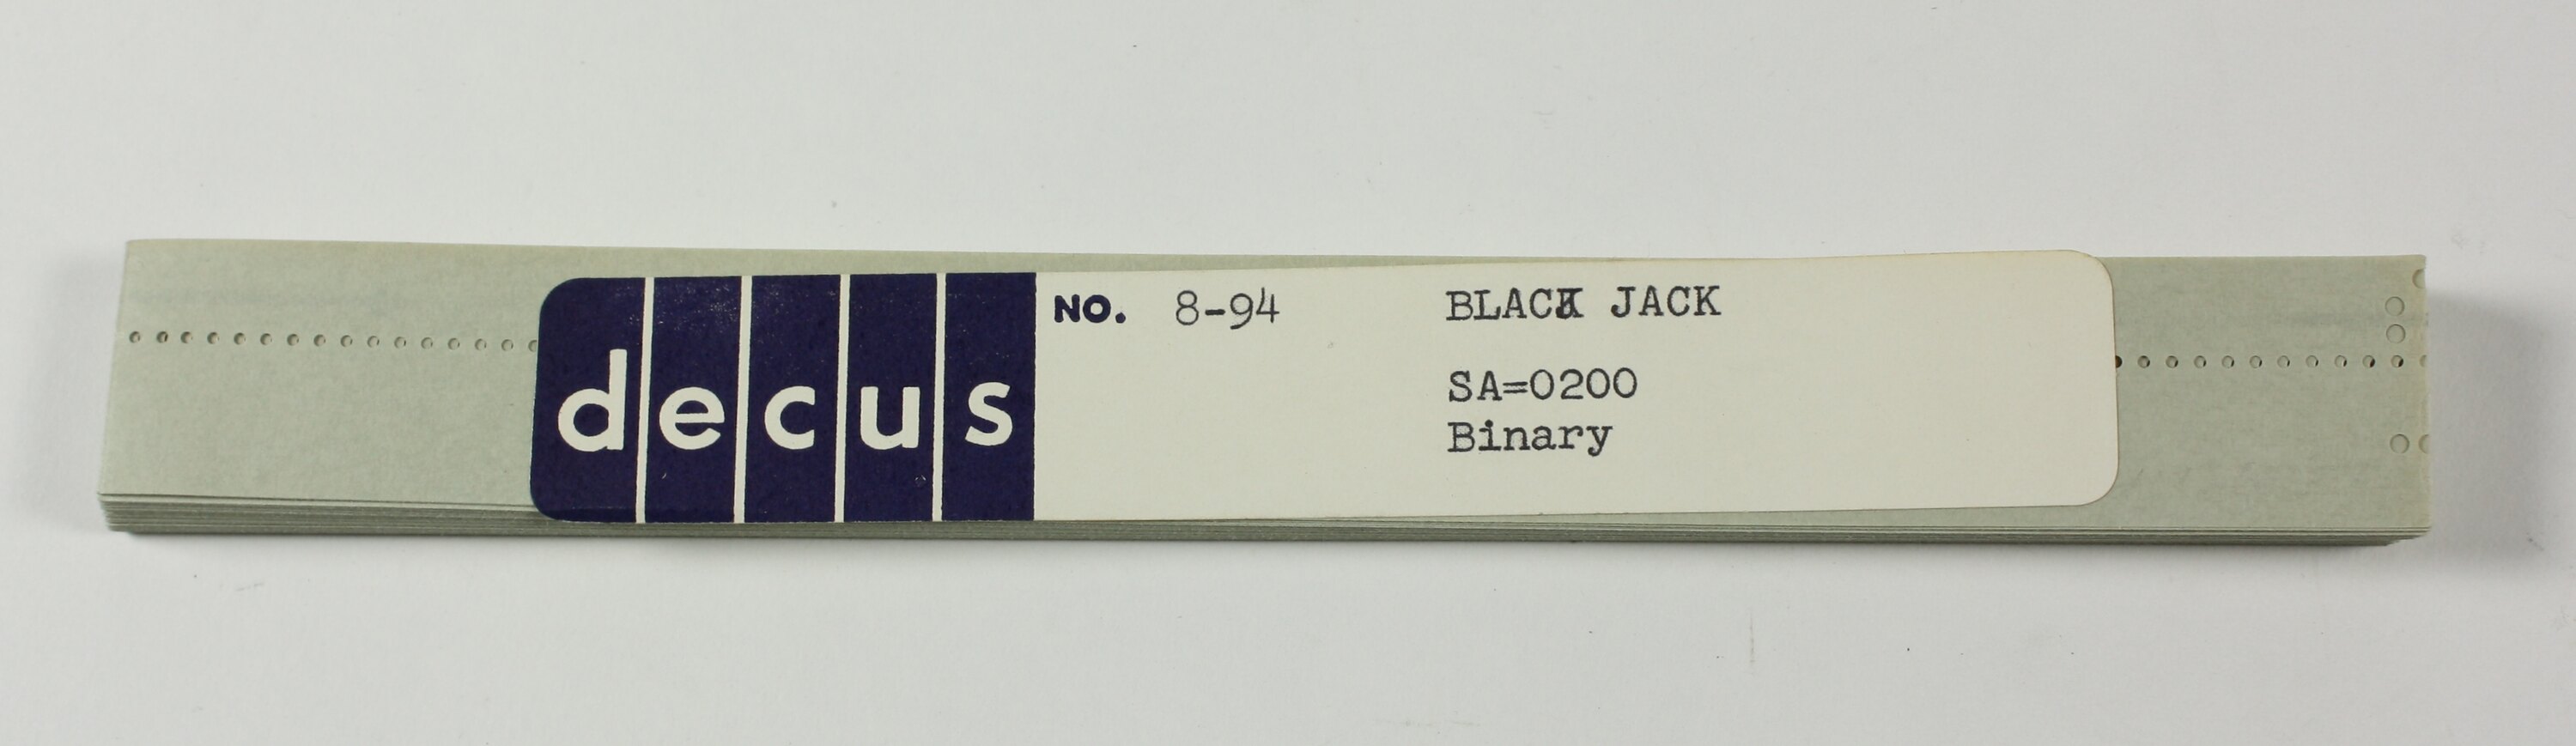 decus NO. 8-94 BLACK JACK
SA=0200
Binary